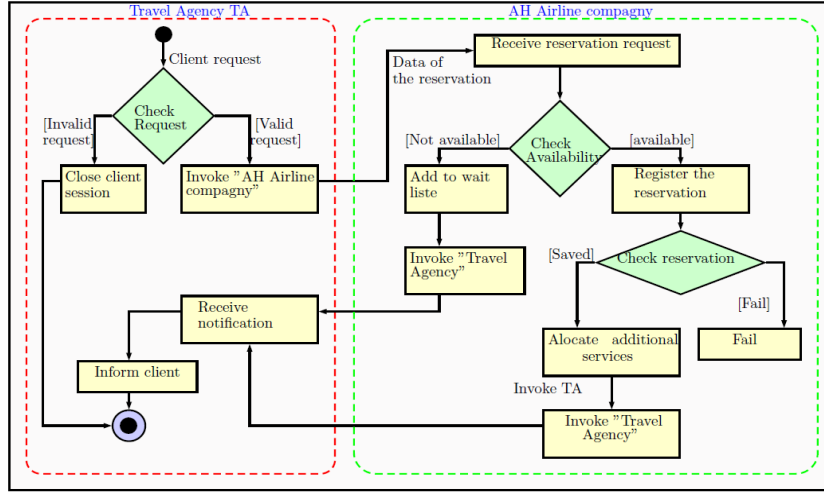 Travel Agency TA
Client request
Check
Request
[Invalid
request]
[Valid
request]
Close client
session
Invoke "AH Airline
compagny"
Receive
notification
Inform client
AH Airline compagny
Receive reservation request
Data of
the reservation
Check
Availability
[Not available]
[available]
Add to wait
liste
Register the
reservation
Invoke "Travel
Agency"
Check reservation
[Saved]
[Fail]
Alocate additional
services
Fail
Invoke TA
Invoke "Travel
Agency"